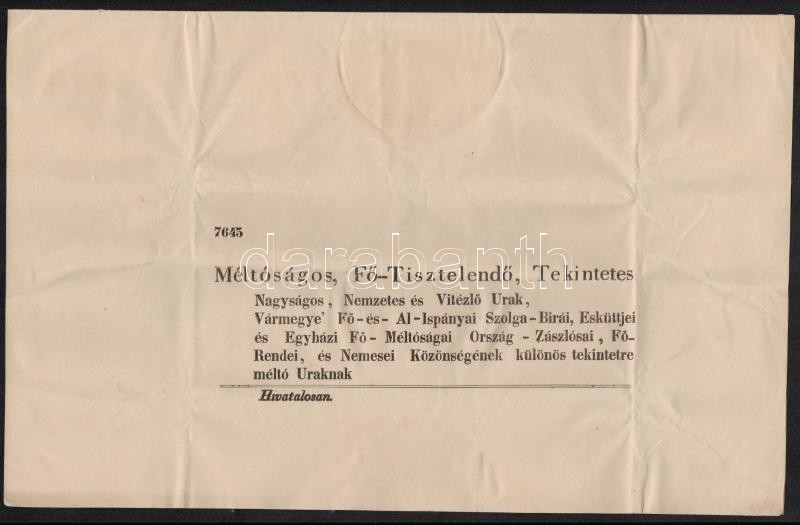 7645
Méltóságos, Fő-Tisztelendő, Tekintetes
Nagyságos, Nemzetes és Vitézlő Urak,
Vármegye' Fő-és- Al-Ispányai Szolga-Birái, Esküttjei
és Egyházi Fő- Méltóságai Ország - Zászlósai, Fő-
Rendei, és Nemesei Közönségének különös tekintetre
méltó Uraknak
Hivatalosan.
darabanth